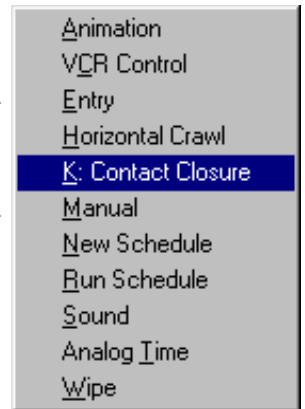 Animation
VCR Control
Entry
Horizontal Crawl
K: Contact Closure
Manual
New Schedule
Run Schedule
Sound
Analog Time
Wipe